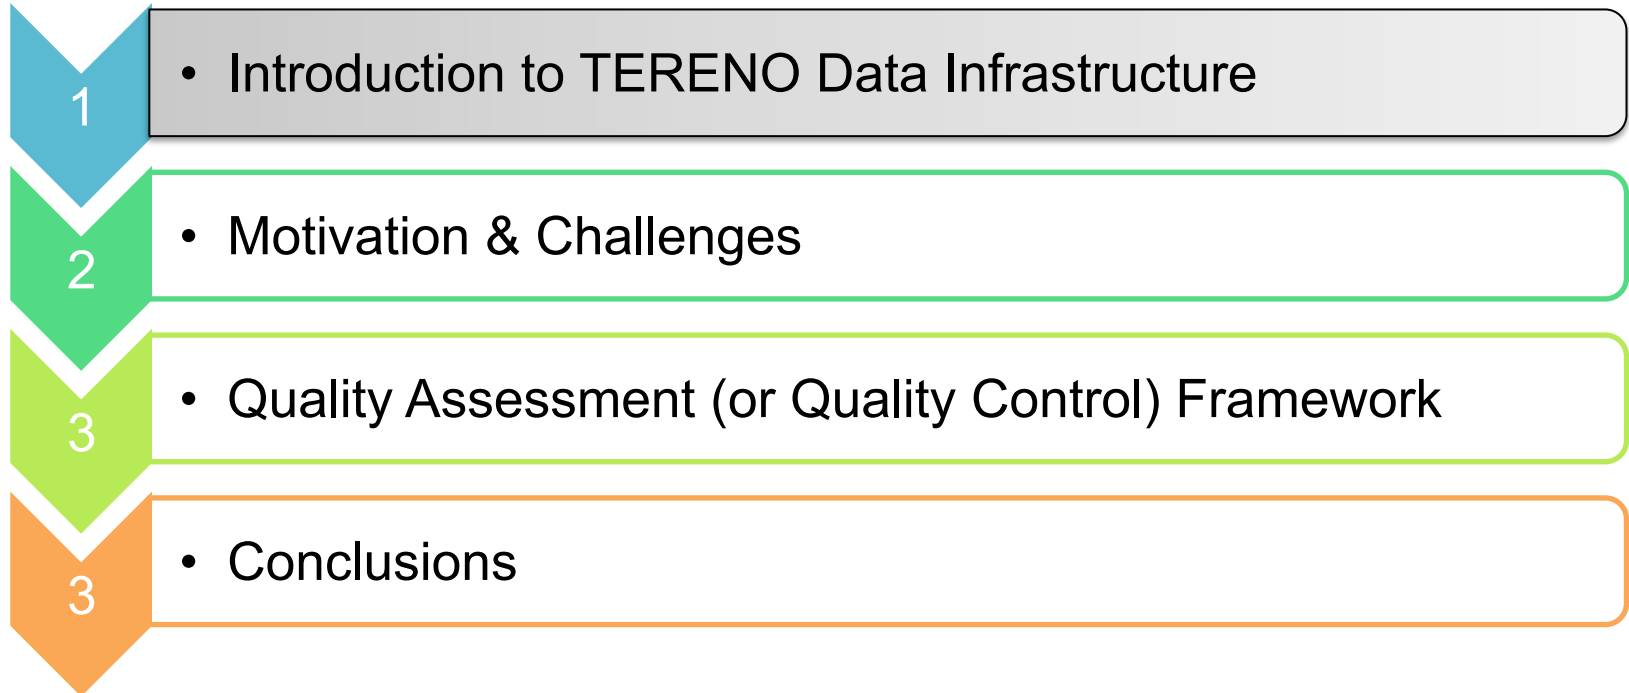 1
• Introduction to TERENO Data Infrastructure
2
• Motivation & Challenges
3
• Quality Assessment (or Quality Control) Framework
3
• Conclusions